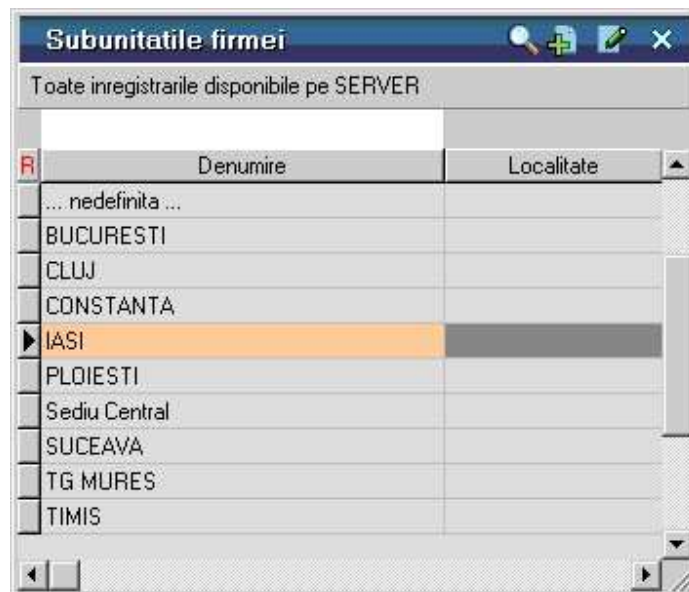 Subunitatile firmei
Toate inregistrarile disponibile pe SERVER
R Denumire Localitate
... nedefinita ...
BUCURESTI
CLUJ
CONSTANTA
IASI
PLOIESTI
Sediu Central
SUCEAVA
TG MURES
TIMIS